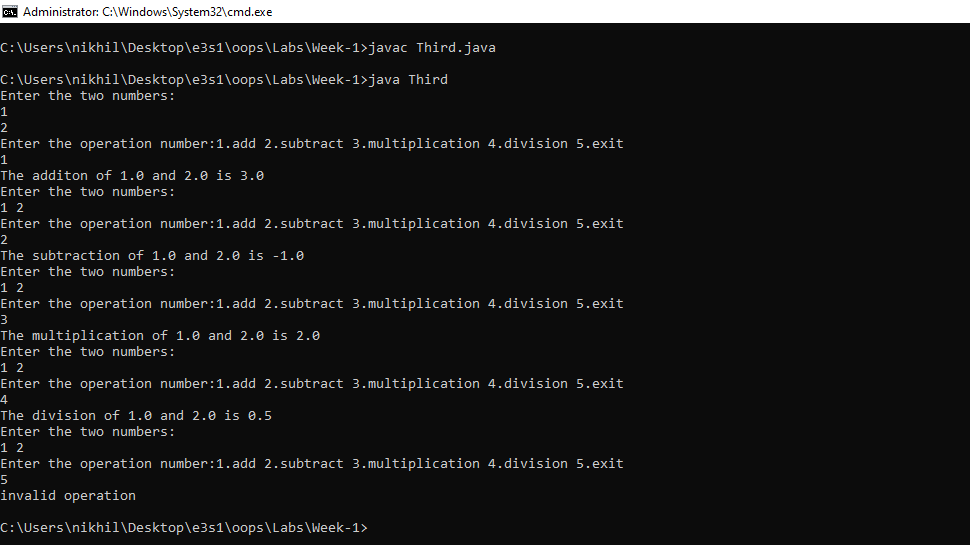 Administrator: C:\Windows\System32\cmd.exe
C:\Users\nikhil\Desktop\e3s1\oops\Labs\Week-1>javac Third.java
C:\Users\nikhil\Desktop\e3s1\oops\Labs\Week-1>java Third
Enter the two numbers:
1
2
Enter the operation number:1.add 2.subtract 3.multiplication 4.division 5.exit
1
The additon of 1.0 and 2.0 is 3.0
Enter the two numbers:
1 2
Enter the operation number:1.add 2.subtract 3.multiplication 4.division 5.exit
2
The subtraction of 1.0 and 2.0 is -1.0
Enter the two numbers:
1 2
Enter the operation number:1.add 2.subtract 3.multiplication 4.division 5.exit
3
The multiplication of 1.0 and 2.0 is 2.0
Enter the two numbers:
1 2
Enter the operation number:1.add 2.subtract 3.multiplication 4.division 5.exit
4
The division of 1.0 and 2.0 is 0.5
Enter the two numbers:
1 2
Enter the operation number:1.add 2.subtract 3.multiplication 4.division 5.exit
5
invalid operation
C:\Users\nikhil\Desktop\e3s1\oops\Labs\Week-1>